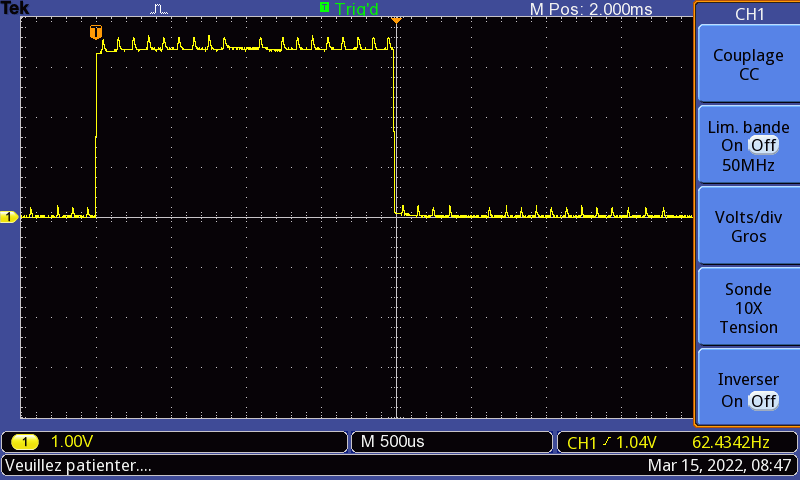 Tek
T Trig'd
M Pos: 2.000ms
CH1
T
Couplage
CC
Lim. bande
On Off
50MHz
1
Volts/div
Gros
Sonde
10X
Tension
Inverser
On Off
1 1.00V
M 500us
CH1 1.04V 62.4342Hz
Veuillez patienter....
Mar 15, 2022, 08:47